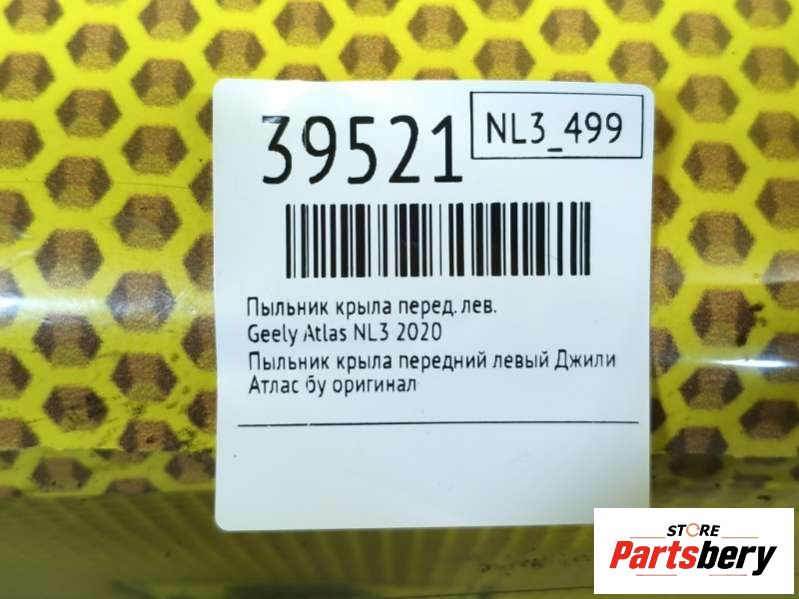 39521
NL3_499
Пыльник крыла перед. лев.
Geely Atlas NL3 2020
Пыльник крыла передний левый Джили
Атлас бу оригинал
STORE
Partsbery